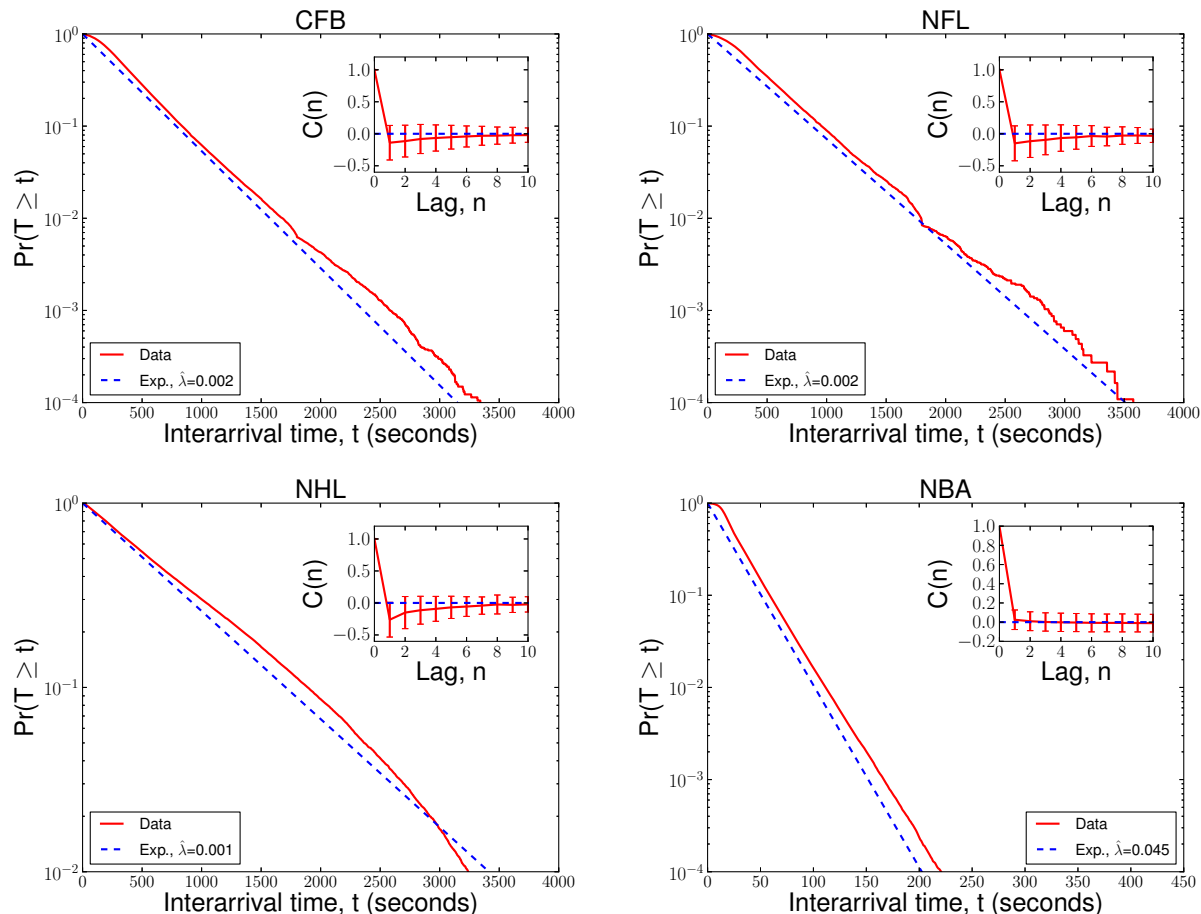 CFB
Pr(T ≥ t)
10^0
10^-1
10^-2
10^-3
10^-4
0 500 1000 1500 2000 2500 3000 3500 4000
Interarrival time, t (seconds)
Data
Exp., λ̂=0.002
C(n)
1.0
0.5
0.0
−0.5
0 2 4 6 8 10
Lag, n
NFL
Pr(T ≥ t)
10^0
10^-1
10^-2
10^-3
10^-4
0 500 1000 1500 2000 2500 3000 3500 4000
Interarrival time, t (seconds)
Data
Exp., λ̂=0.002
C(n)
1.0
0.5
0.0
−0.5
0 2 4 6 8 10
Lag, n
NHL
Pr(T ≥ t)
10^0
10^-1
10^-2
0 500 1000 1500 2000 2500 3000 3500 4000
Interarrival time, t (seconds)
Data
Exp., λ̂=0.001
C(n)
1.0
0.5
0.0
−0.5
0 2 4 6 8 10
Lag, n
NBA
Pr(T ≥ t)
10^0
10^-1
10^-2
10^-3
10^-4
0 50 100 150 200 250 300 350 400 450
Interarrival time, t (seconds)
Data
Exp., λ̂=0.045
C(n)
1.0
0.8
0.6
0.4
0.2
0.0
−0.2
0 2 4 6 8 10
Lag, n